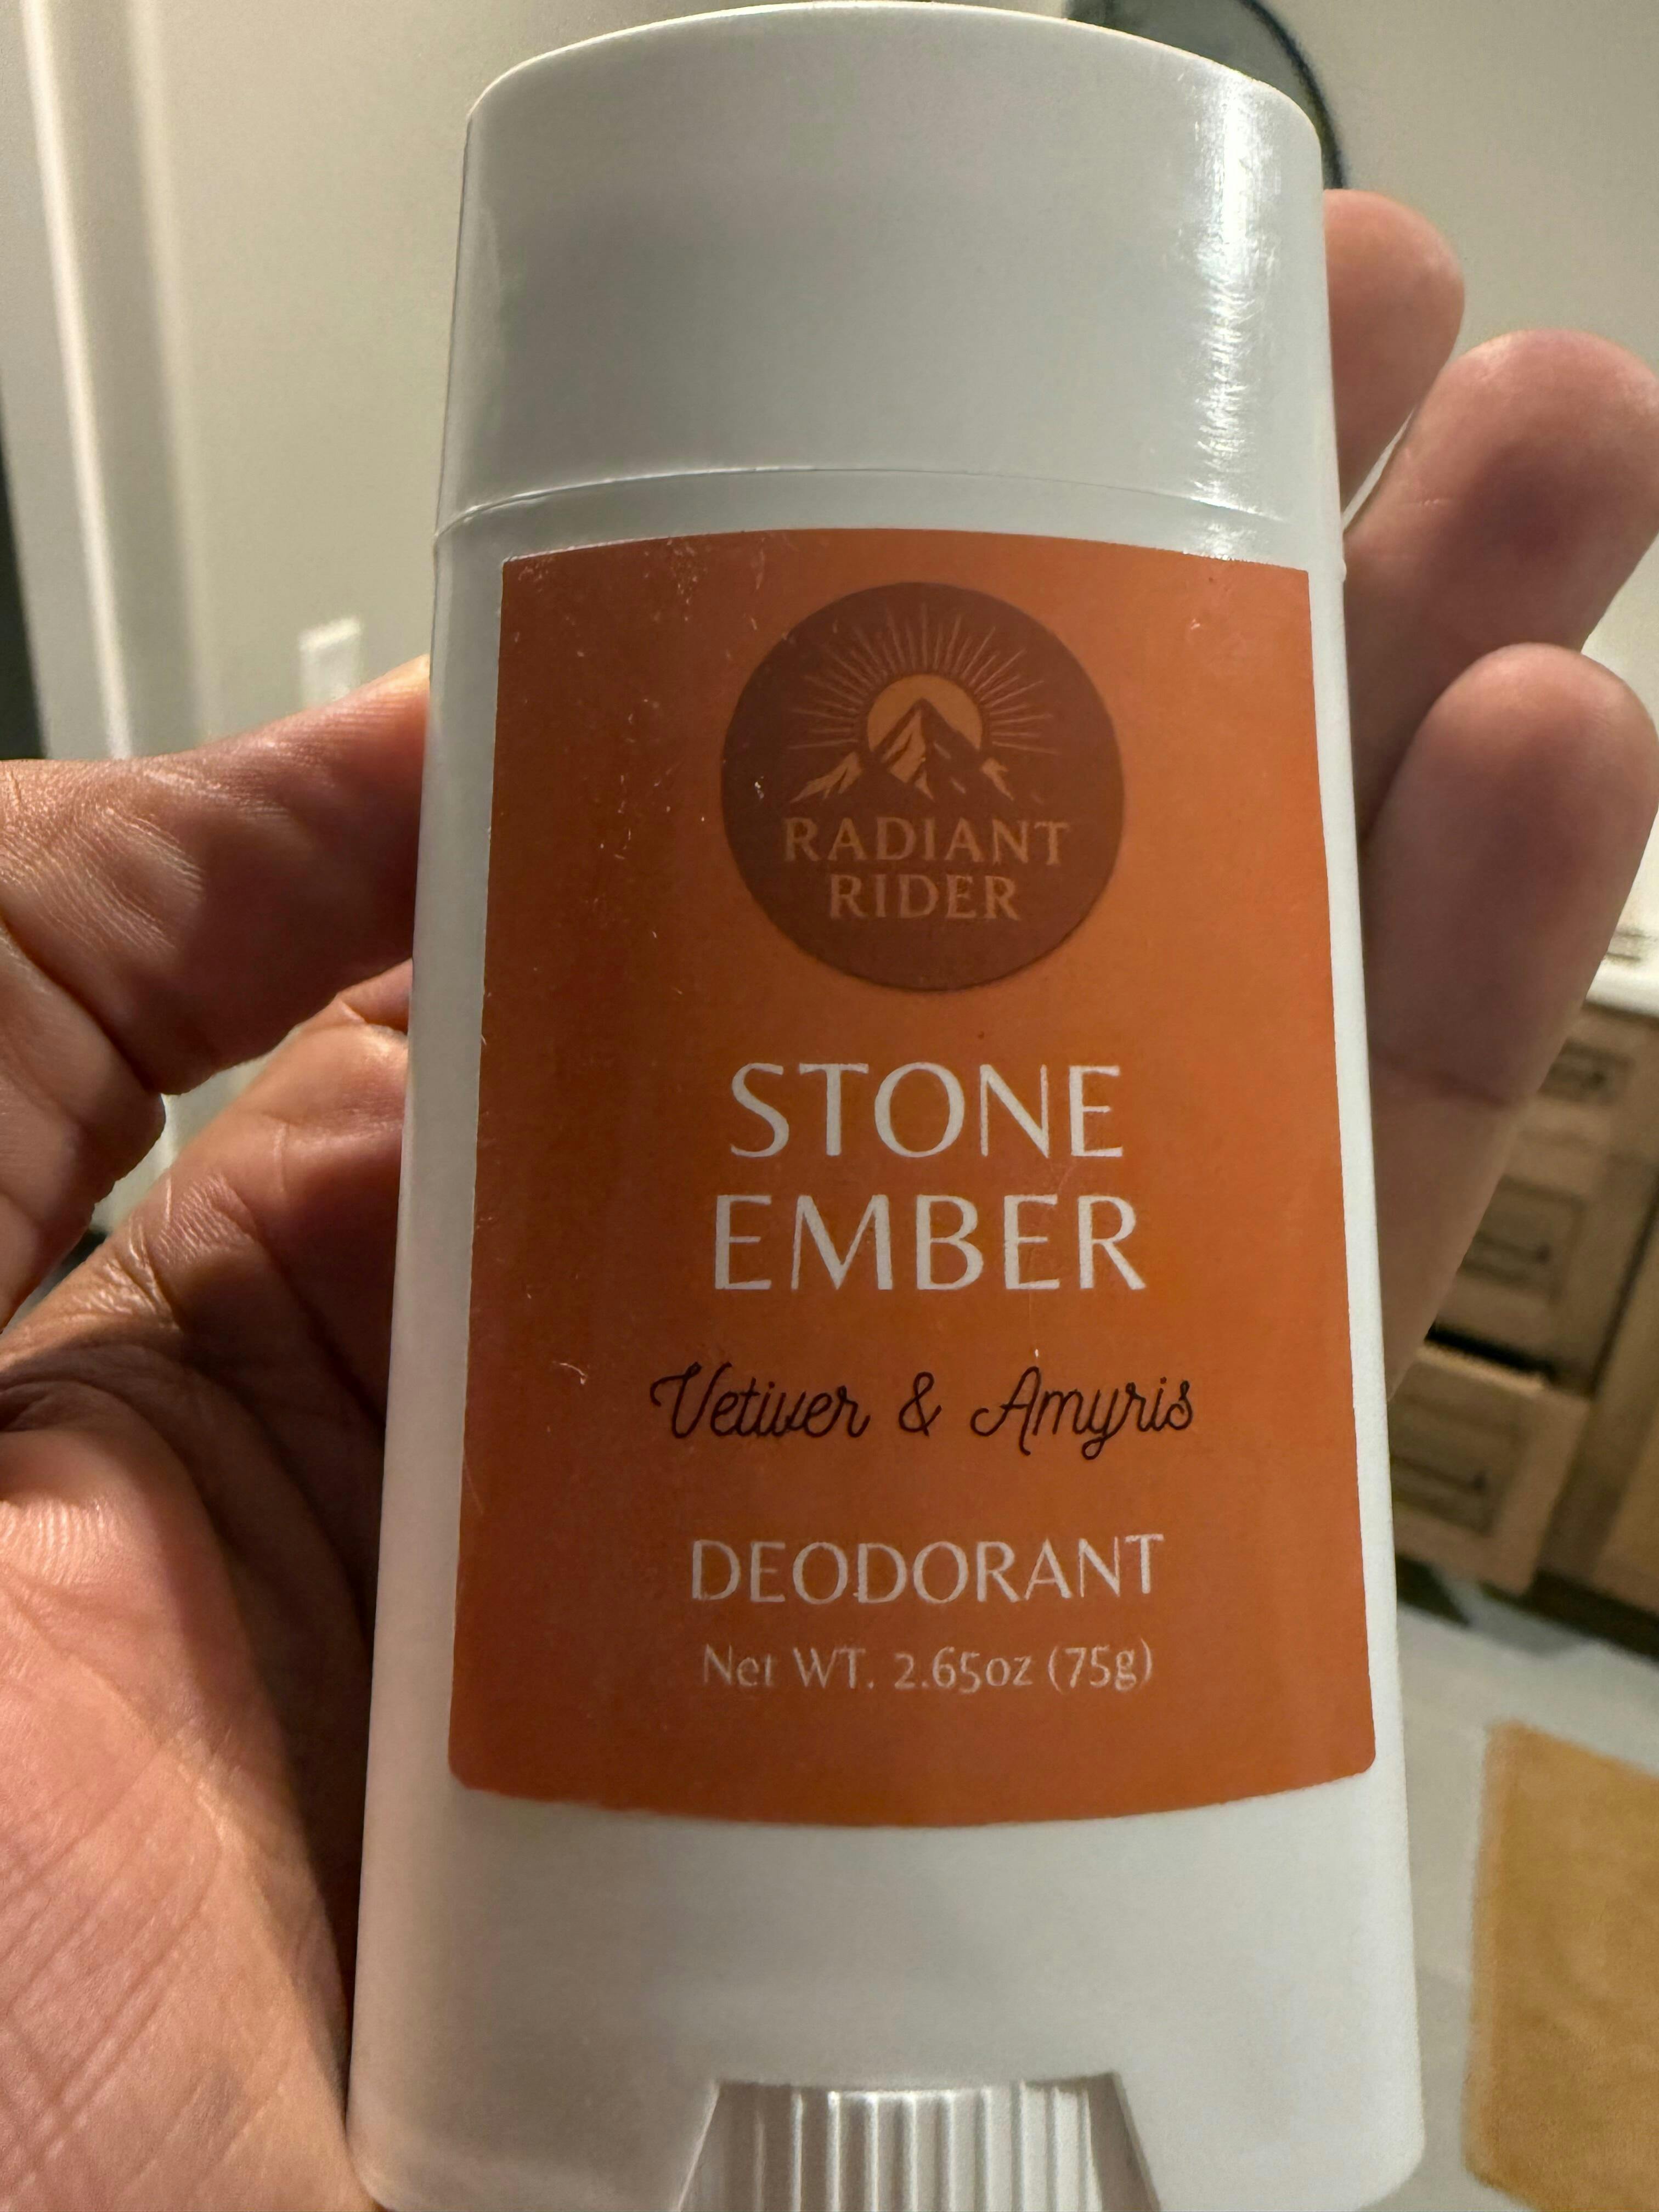 RADIANT
RIDER
STONE
EMBER
Vetiver & Amyris
DEODORANT
Net WT. 2.65oz (75g)